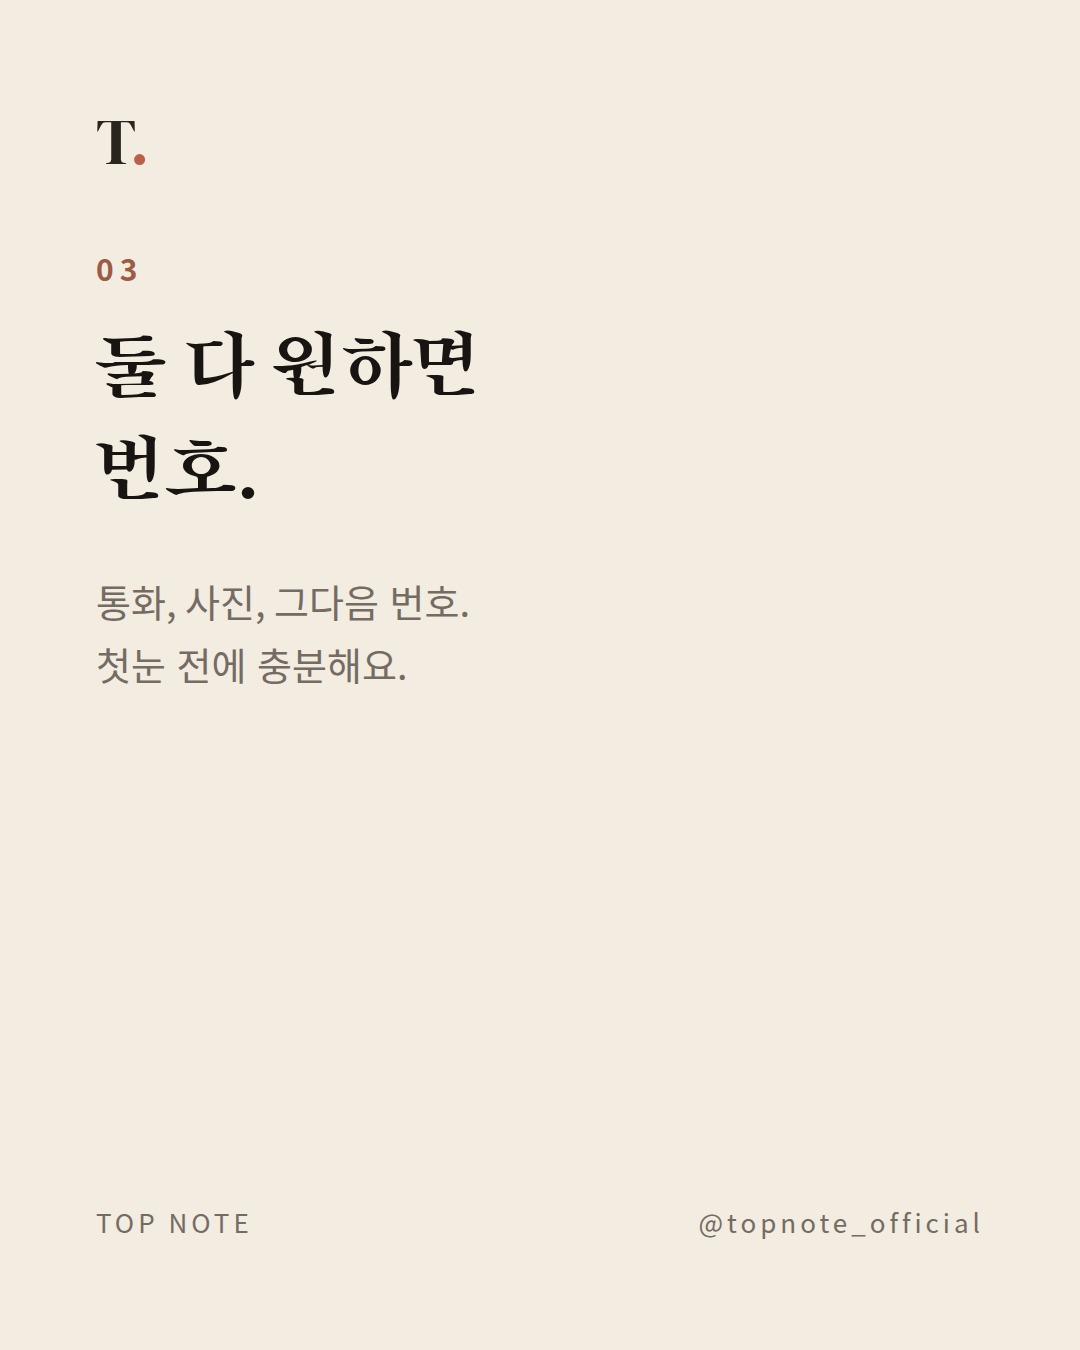 T.
03
둘 다 원하면
번호.
통화, 사진, 그다음 번호.
첫눈 전에 충분해요.
TOP NOTE
@topnote_official